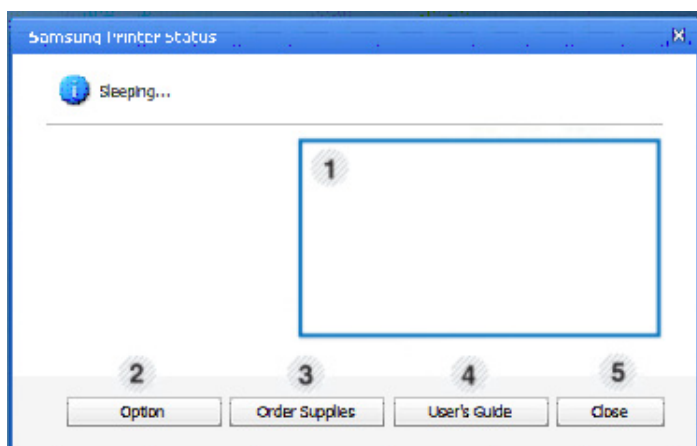 Samsung Printer Status
Sleeping...
1
2 3 4 5
Option Order Supplies User's Guide Close